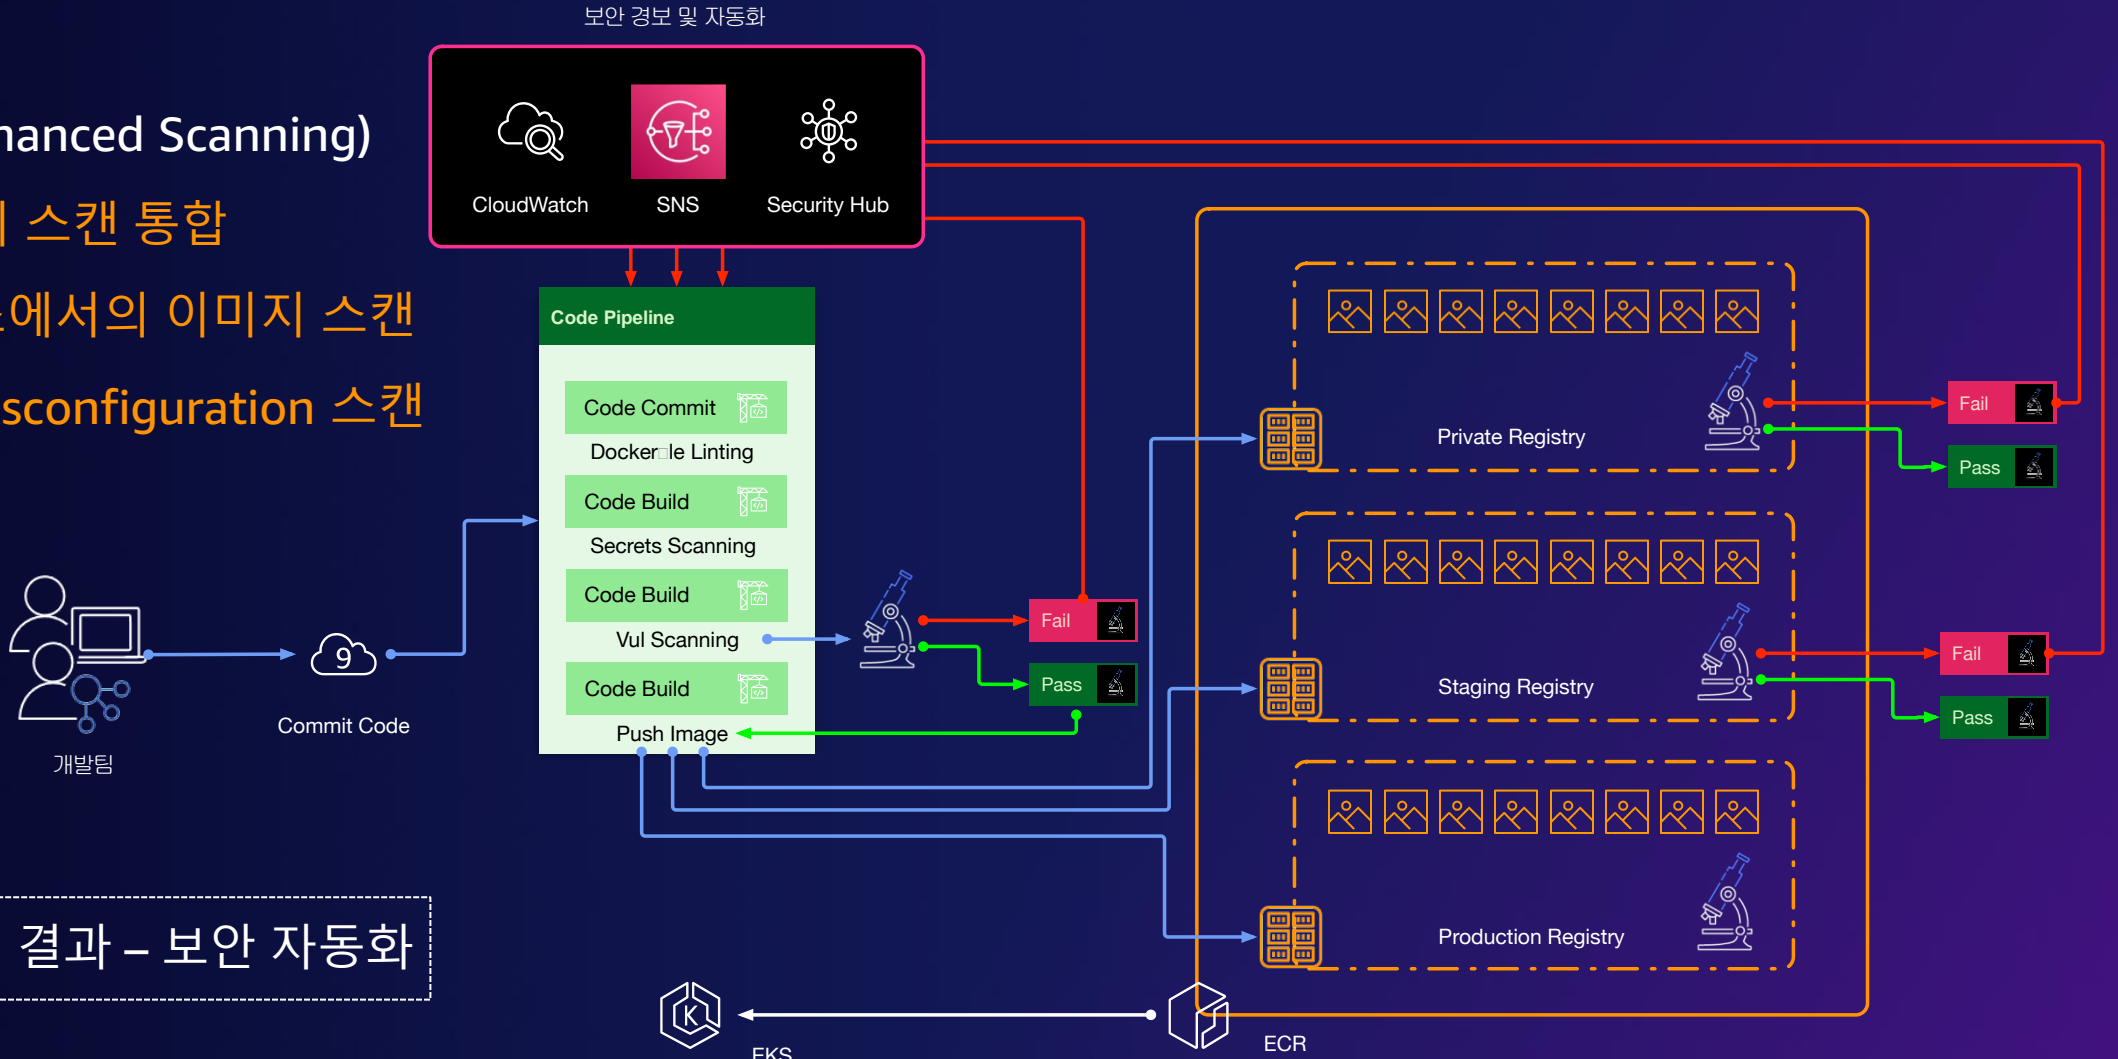 보안 경보 및 자동화
hanced Scanning)
스캔 통합
에서의 이미지 스캔
sconfiguration 스캔
CloudWatch
SNS
Security Hub
Code Pipeline
Code Commit
Docker□le Linting
Code Build
Secrets Scanning
Code Build
Vul Scanning
Code Build
Push Image
9
Commit Code
개발팀
Fail
Pass
Private Registry
Fail
Pass
Staging Registry
Fail
Pass
Production Registry
결과 – 보안 자동화
K
EKS
ECR